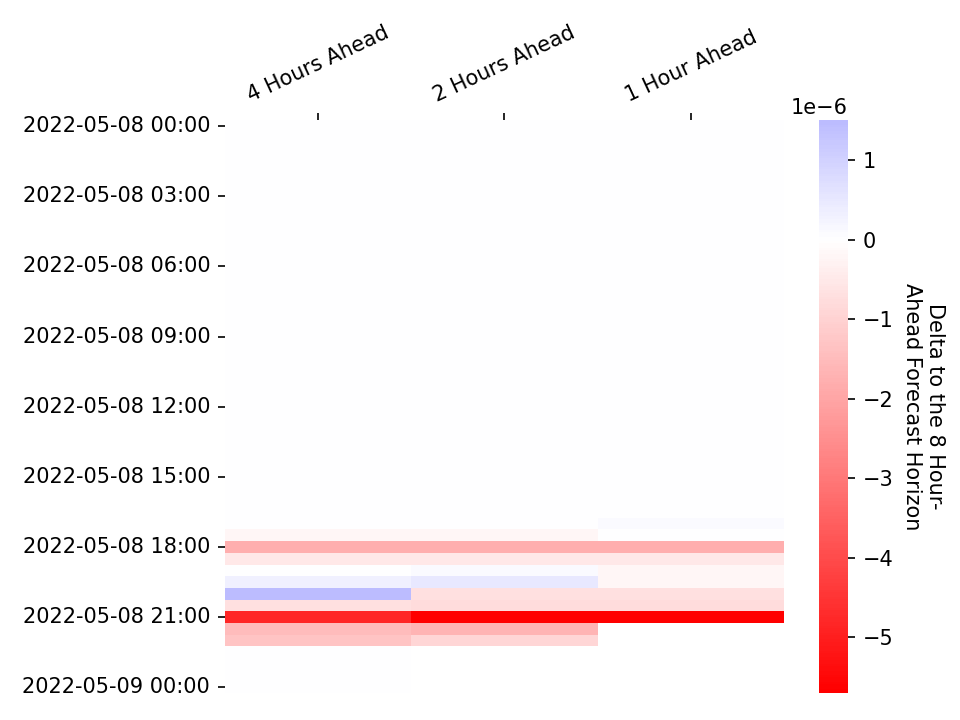 4 Hours Ahead
2 Hours Ahead
1 Hour Ahead
2022-05-08 00:00
2022-05-08 03:00
2022-05-08 06:00
2022-05-08 09:00
2022-05-08 12:00
2022-05-08 15:00
2022-05-08 18:00
2022-05-08 21:00
2022-05-09 00:00
1e−6
1
0
−1
−2
−3
−4
−5
Delta to the 8 Hour-
Ahead Forecast Horizon